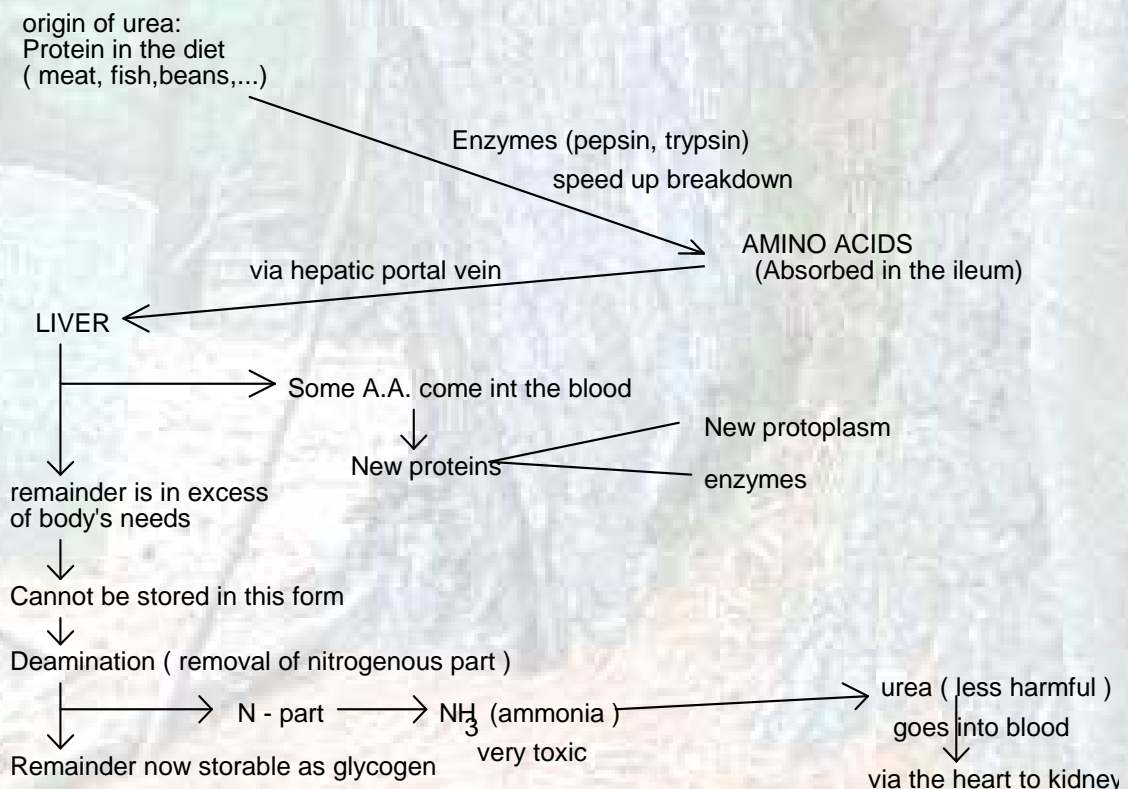 origin of urea:
Protein in the diet
( meat, fish,beans,...)
Enzymes (pepsin, trypsin)
speed up breakdown
AMINO ACIDS
(Absorbed in the ileum)
via hepatic portal vein
LIVER
Some A.A. come int the blood
New proteins
New protoplasm
enzymes
remainder is in excess
of body's needs
Cannot be stored in this form
Deamination ( removal of nitrogenous part )
N - part
NH3 (ammonia )
very toxic
urea ( less harmful )
goes into blood
via the heart to kidney
Remainder now storable as glycogen